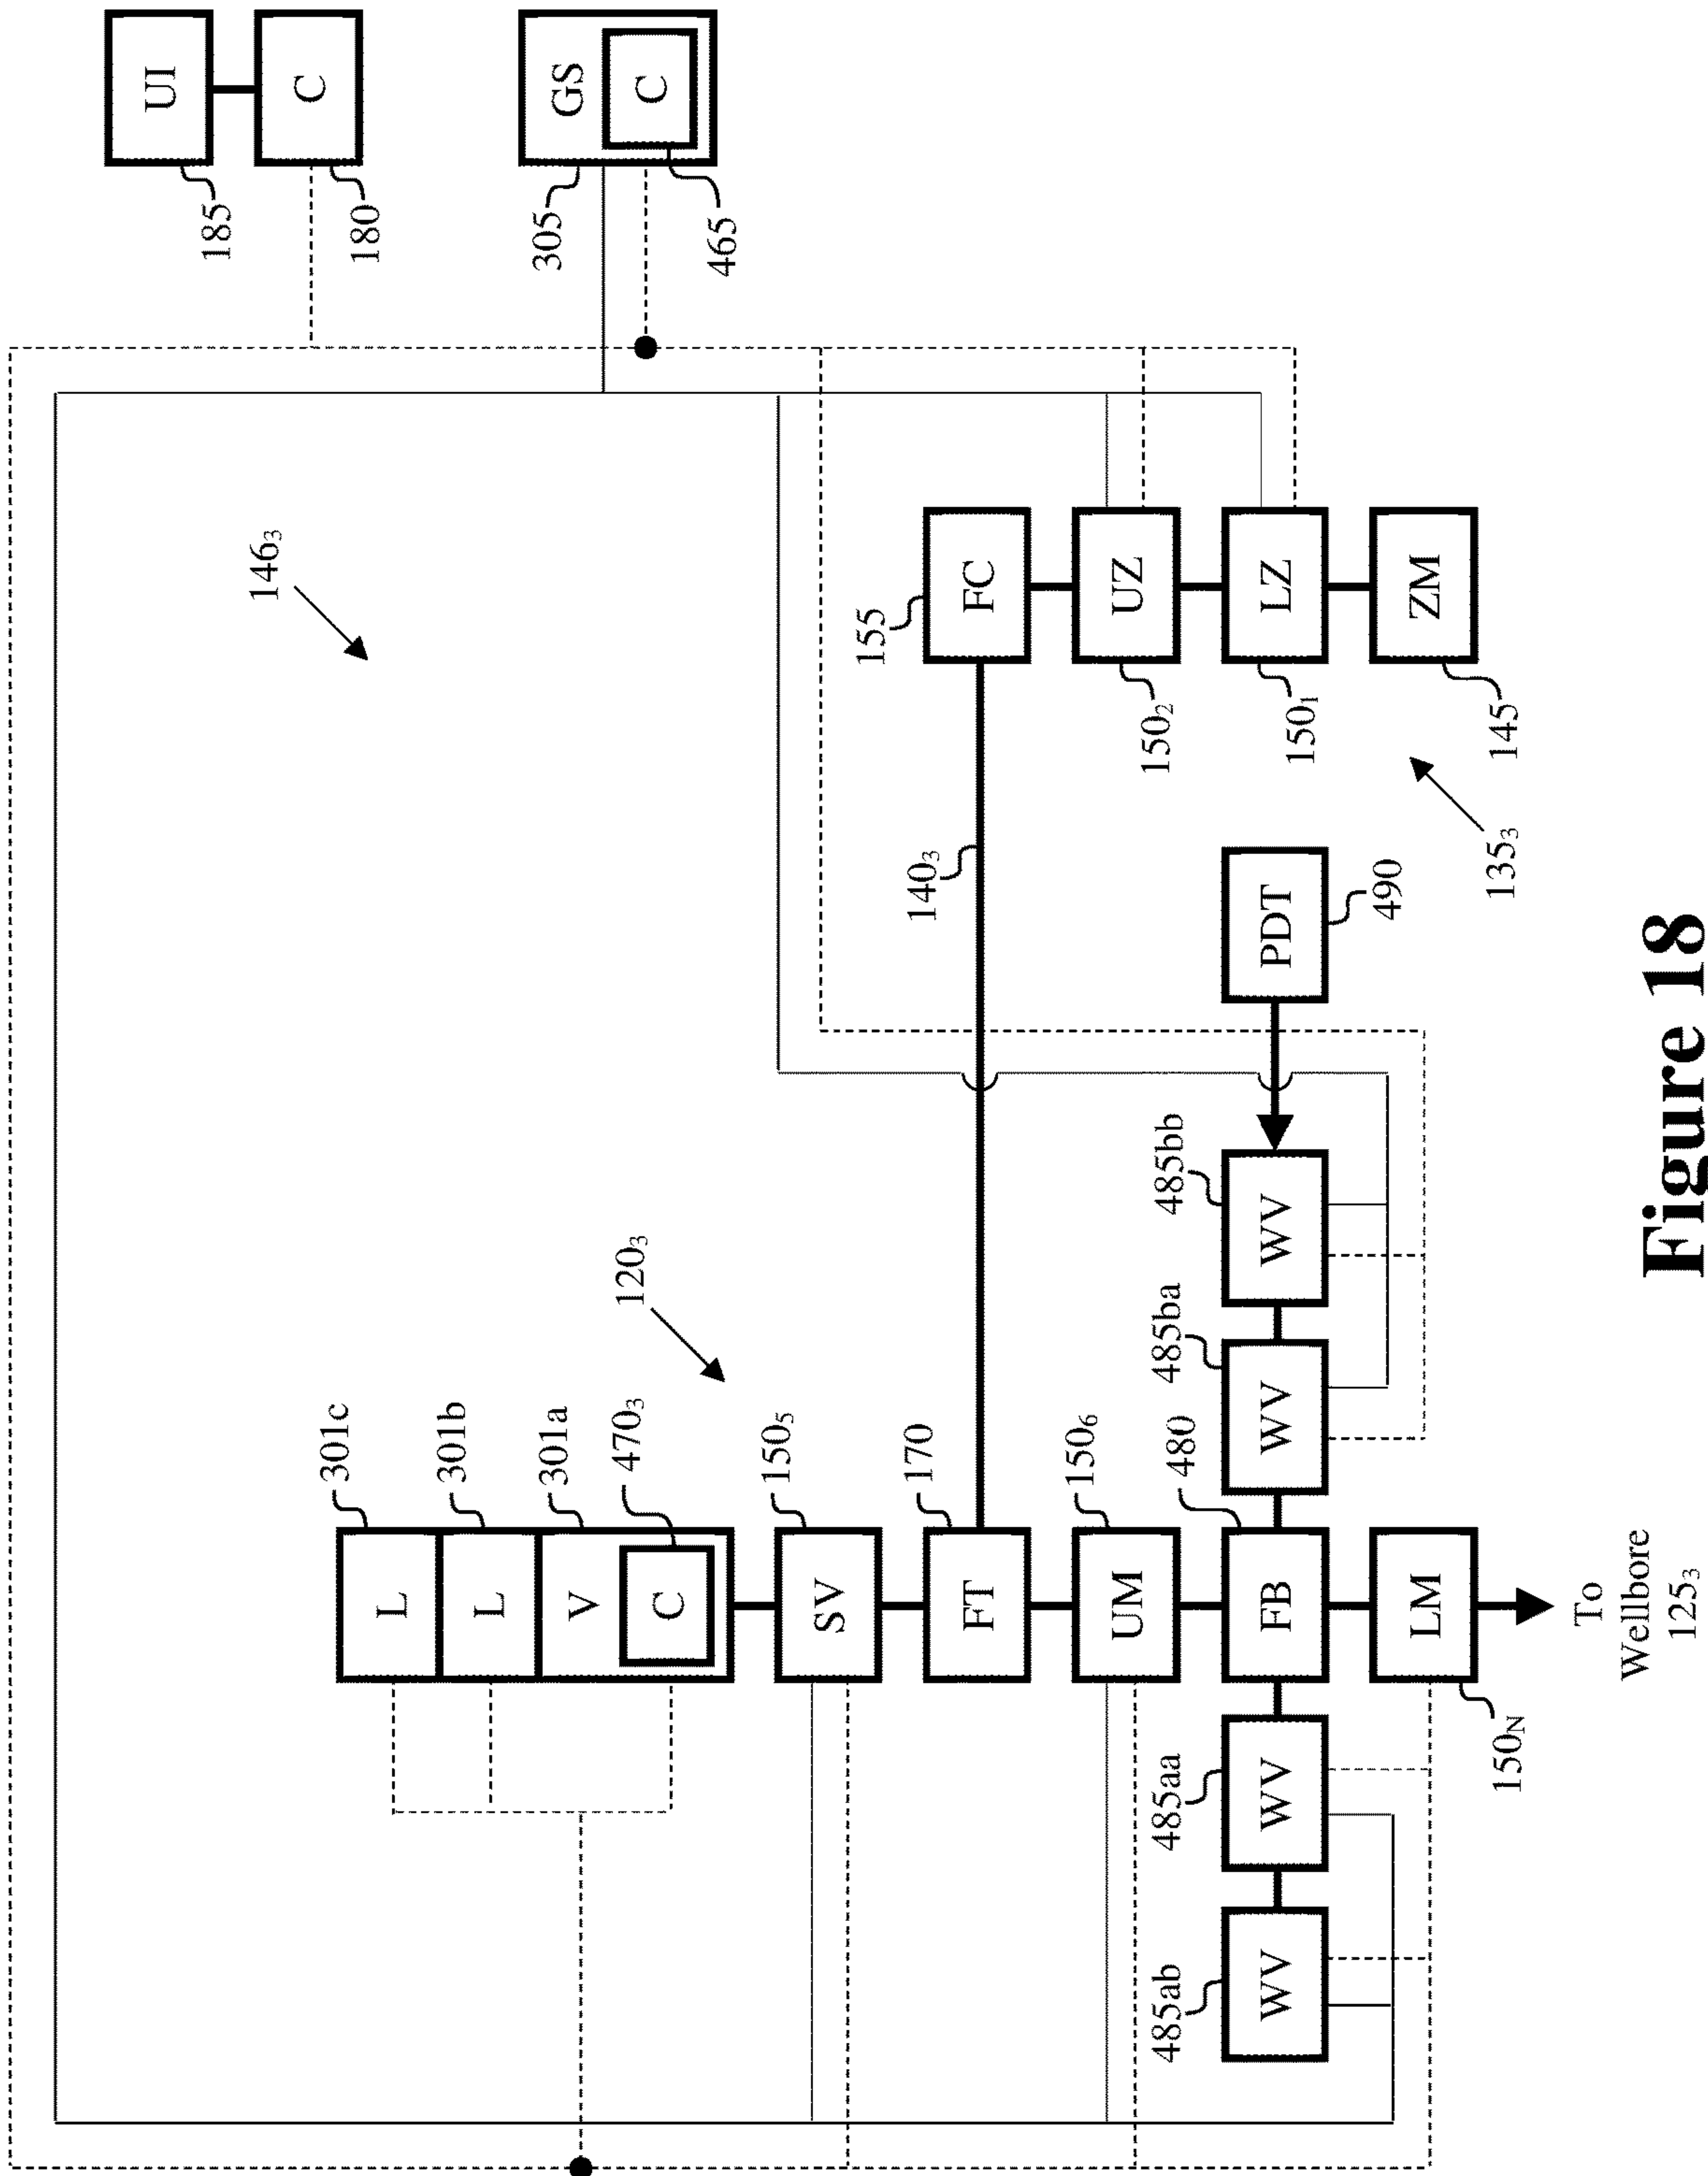 UI
185
C
180
GS
305
C
465
146₃
155
FC
UZ
150₂
LZ
150₁
ZM
145
135₃
140₃
PDT
490
120₃
301c
L
301b
L
301a
V
470₃
C
150₅
SV
170
FT
150₆
UM
480
FB
485ba
WV
485bb
WV
485aa
WV
485ab
WV
LM
150N
To
Wellbore
125₃
Figure 18